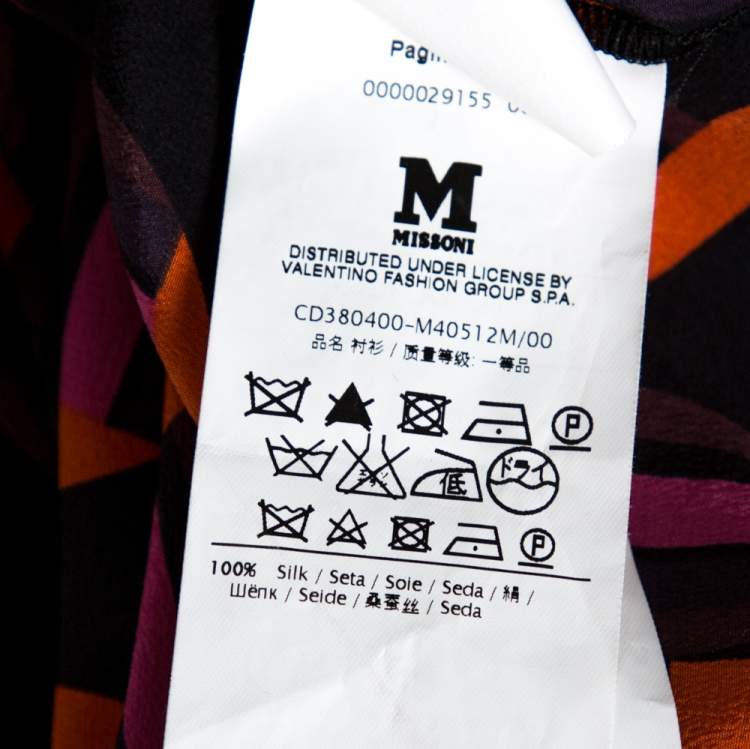 0000029155
M
MISSONI
DISTRIBUTED UNDER LICENSE BY
VALENTINO FASHION GROUP S.P.A.
CD380400-M40512M/00
品名 衬衫 / 质量等级: 一等品
P
低 ドライ
P
100% Silk / Seta / Soie / Seda / 絹 /
Шёлк / Seide / 桑蚕丝 / Seda